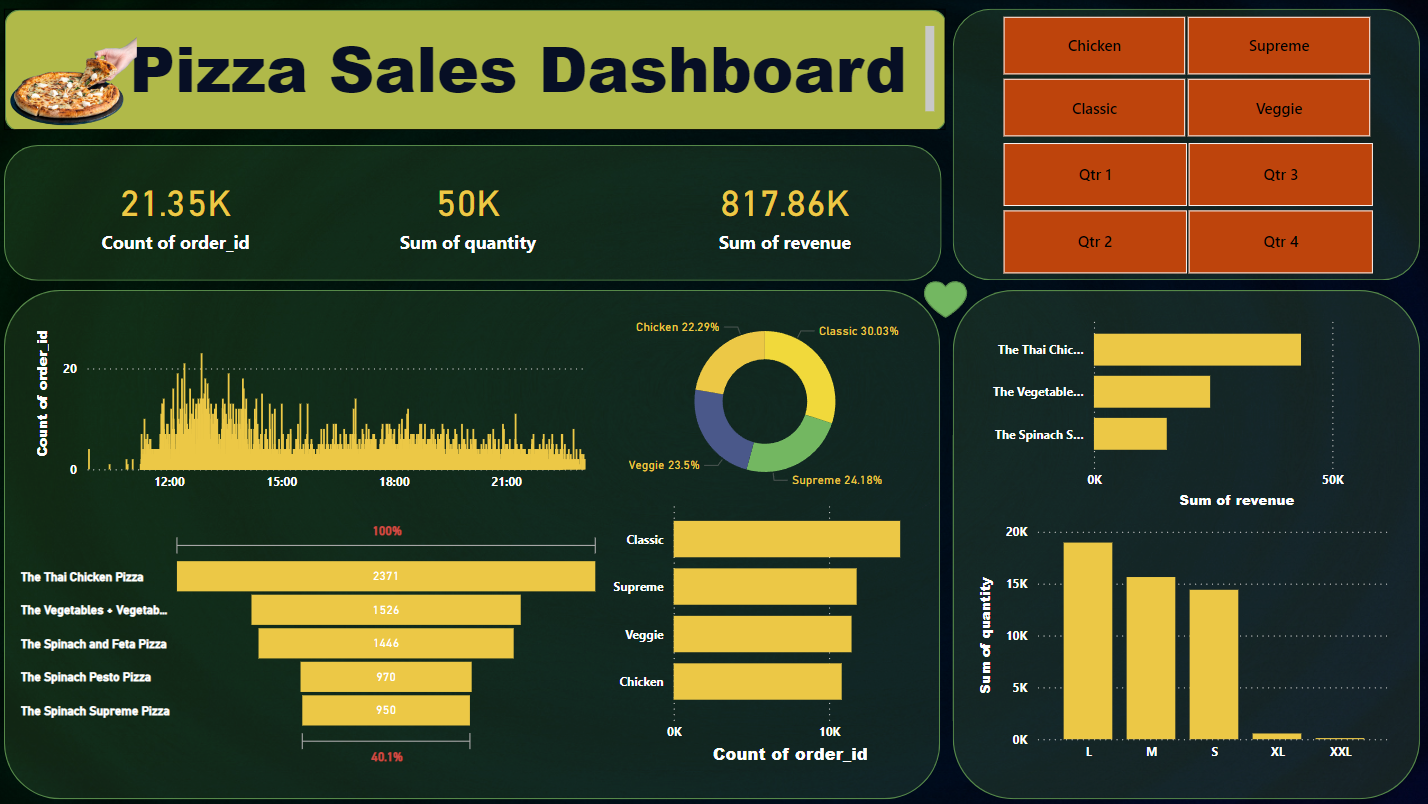 Pizza Sales Dashboard
Chicken
Supreme
Classic
Veggie
Qtr 1
Qtr 3
Qtr 2
Qtr 4
21.35K
Count of order_id
50K
Sum of quantity
817.86K
Sum of revenue
Count of order_id
20
0
12:00
15:00
18:00
21:00
Chicken 22.29%
Classic 30.03%
Veggie 23.5%
Supreme 24.18%
100%
The Thai Chicken Pizza
2371
The Vegetables + Vegetab...
1526
The Spinach and Feta Pizza
1446
The Spinach Pesto Pizza
970
The Spinach Supreme Pizza
950
40.1%
Classic
Supreme
Veggie
Chicken
0K
10K
Count of order_id
The Thai Chic...
The Vegetable...
The Spinach S...
0K
50K
Sum of revenue
Sum of quantity
20K
15K
10K
5K
0K
L
M
S
XL
XXL